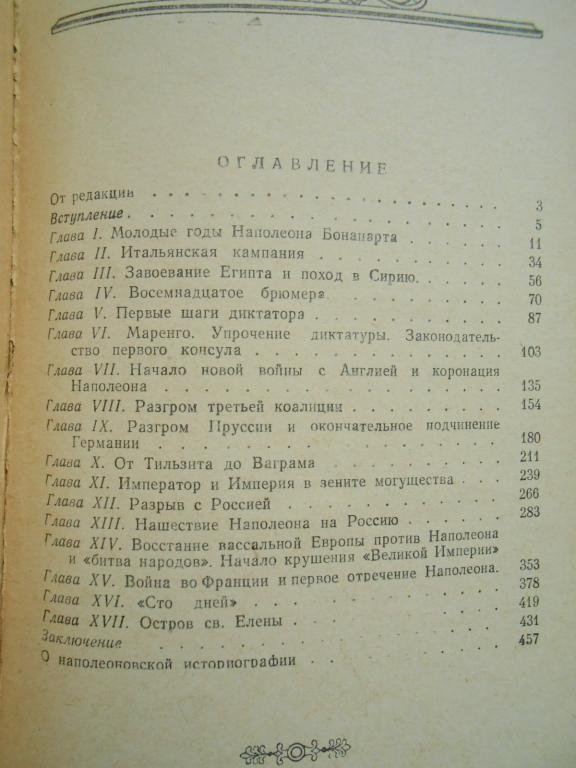 ОГЛАВЛЕНИЕ
От редакции . . . . . . . . . . . . . . . 3
Вступление. . . . . . . . . . . . . . . . 5
Глава I. Молодые годы Наполеона Бонапарта . . . . . 11
Глава II. Итальянская кампания . . . . . . . . . 34
Глава III. Завоевание Египта и поход в Сирию. . . . . 56
Глава IV. Восемнадцатое брюмера. . . . . . . . . 70
Глава V. Первые шаги диктатора . . . . . . . . . 87
Глава VI. Маренго. Упрочение диктатуры. Законодатель-
ство первого консула . . . . . . . . . . . 103
Глава VII. Начало новой войны с Англией и коронация
Наполеона . . . . . . . . . . . . . . . 135
Глава VIII. Разгром третьей коалиции . . . . . . . 154
Глава IX. Разгром Пруссии и окончательное подчинение
Германии . . . . . . . . . . . . . . . 180
Глава X. От Тильзита до Ваграма . . . . . . . . . 211
Глава XI. Император и Империя в зените могущества . . . 239
Глава XII. Разрыв с Россией . . . . . . . . . . . 266
Глава XIII. Нашествие Наполеона на Россию . . . . . 283
Глава XIV. Восстание вассальной Европы против Наполеона
и «битва народов». Начало крушения «Великой Империи» 353
Глава XV. Война во Франции и первое отречение Наполеона. 378
Глава XVI. «Сто дней» . . . . . . . . . . . . 419
Глава XVII. Остров св. Елены . . . . . . . . . . 431
Заключение . . . . . . . . . . . . . . . 457
О наполеоновской историографии . . . . . . . . .